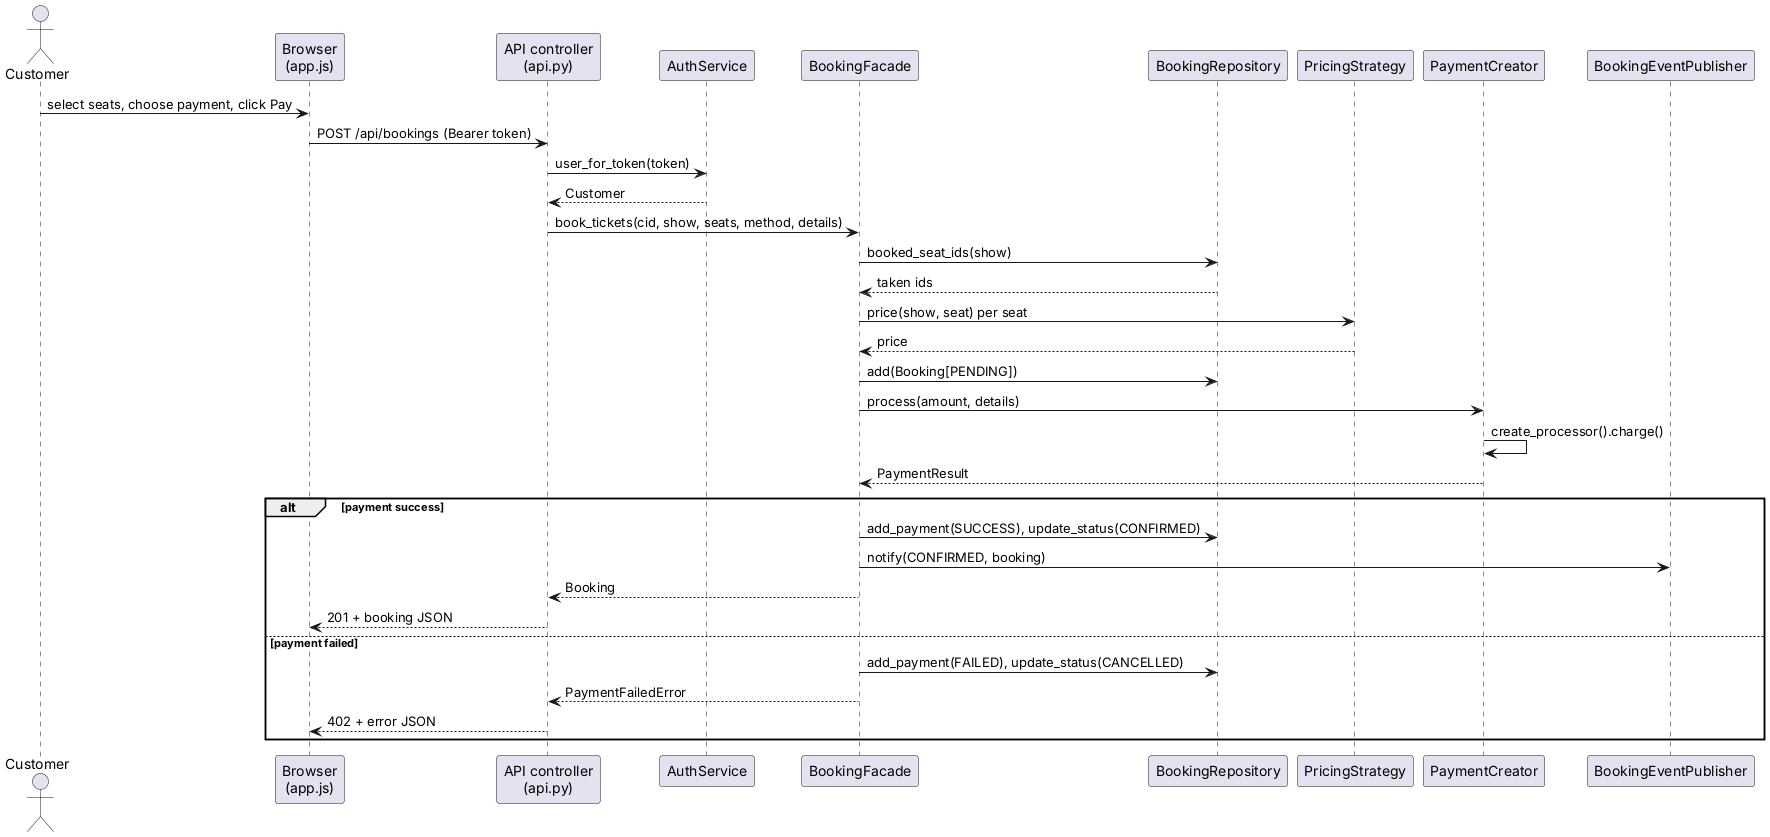 Customer
Browser
(app.js)
API controller
(api.py)
AuthService
BookingFacade
BookingRepository
PricingStrategy
PaymentCreator
BookingEventPublisher
select seats, choose payment, click Pay
POST /api/bookings (Bearer token)
user_for_token(token)
Customer
book_tickets(cid, show, seats, method, details)
booked_seat_ids(show)
taken ids
price(show, seat) per seat
price
add(Booking[PENDING])
process(amount, details)
create_processor().charge()
PaymentResult
alt [payment success]
add_payment(SUCCESS), update_status(CONFIRMED)
notify(CONFIRMED, booking)
Booking
201 + booking JSON
[payment failed]
add_payment(FAILED), update_status(CANCELLED)
PaymentFailedError
402 + error JSON
Customer
Browser
(app.js)
API controller
(api.py)
AuthService
BookingFacade
BookingRepository
PricingStrategy
PaymentCreator
BookingEventPublisher